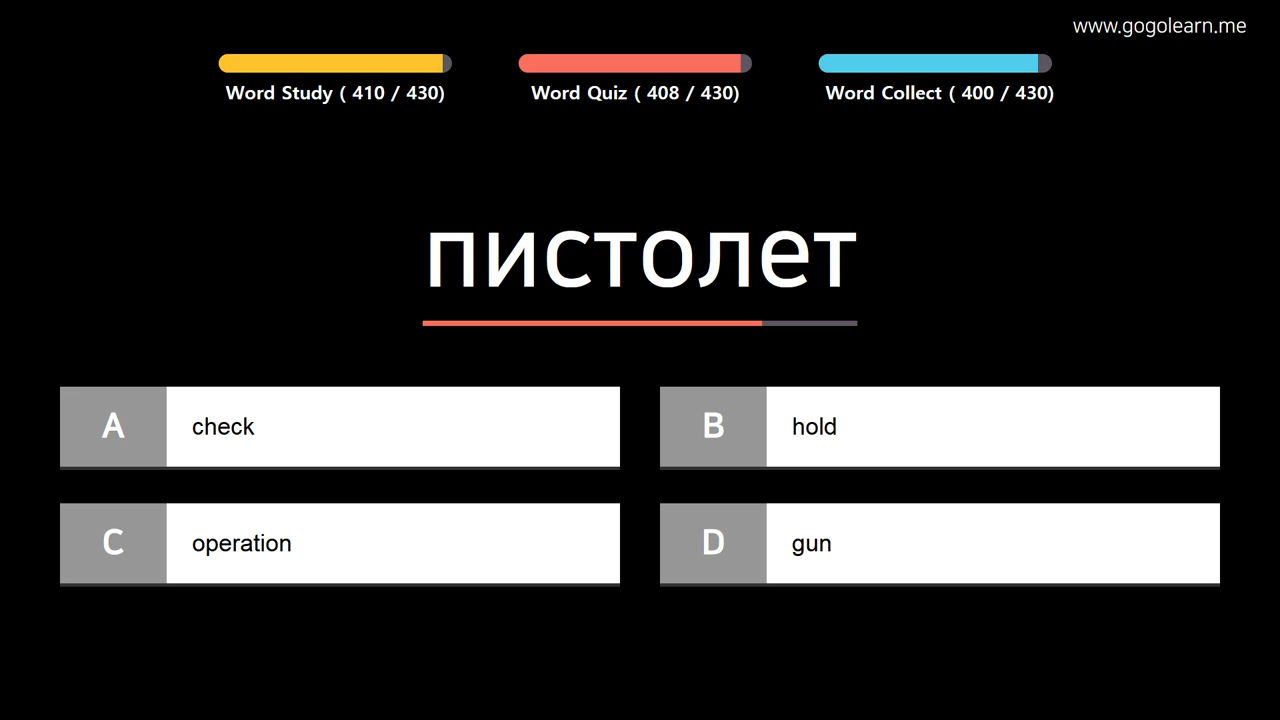 www.gogolearn.me
Word Study ( 410 / 430)
Word Quiz ( 408 / 430)
Word Collect ( 400 / 430)
пистолет
A check
B hold
C operation
D gun